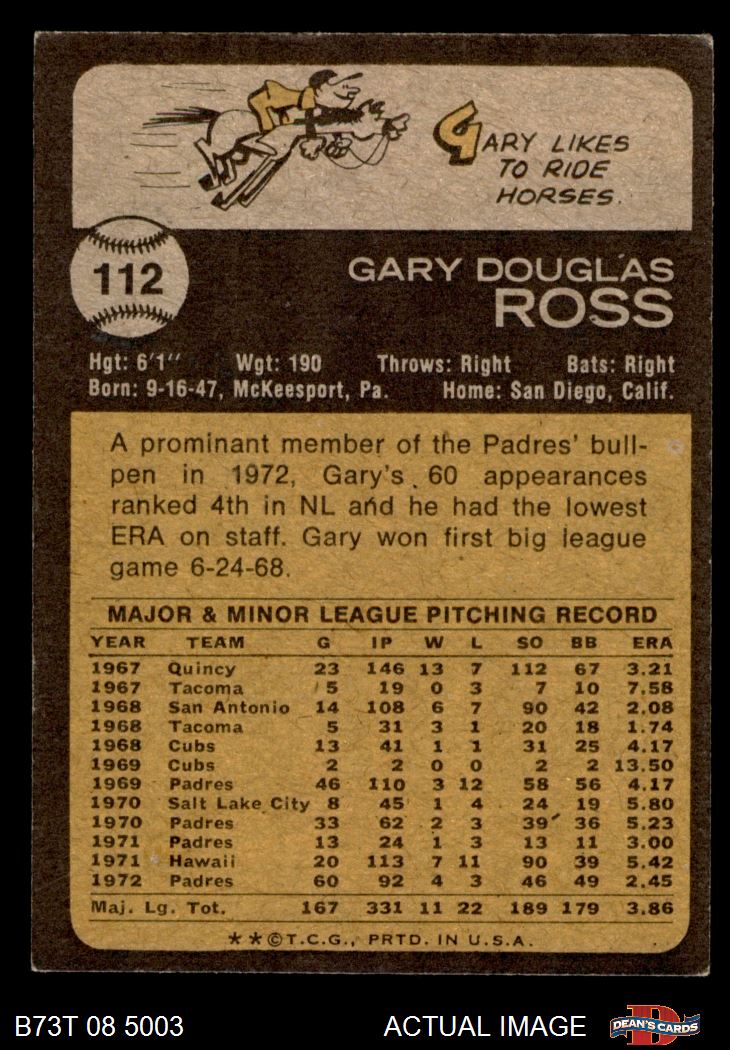 GARY LIKES
TO RIDE
HORSES.
112
GARY DOUGLAS
ROSS
Hgt: 6'1" Wgt: 190 Throws: Right Bats: Right
Born: 9-16-47, McKeesport, Pa. Home: San Diego, Calif.
A prominant member of the Padres' bull-
pen in 1972, Gary's 60 appearances
ranked 4th in NL and he had the lowest
ERA on staff. Gary won first big league
game 6-24-68.
MAJOR & MINOR LEAGUE PITCHING RECORD
YEAR TEAM G IP W L SO BB ERA
1967 Quincy 23 146 13 7 112 67 3.21
1967 Tacoma 5 19 0 3 7 10 7.58
1968 San Antonio 14 108 6 7 90 42 2.08
1968 Tacoma 5 31 3 1 20 18 1.74
1968 Cubs 13 41 1 1 31 25 4.17
1969 Cubs 2 2 0 0 2 2 13.50
1969 Padres 46 110 3 12 58 56 4.17
1970 Salt Lake City 8 45 1 4 24 19 5.80
1970 Padres 33 62 2 3 39 36 5.23
1971 Padres 13 24 1 3 13 11 3.00
1971 Hawaii 20 113 7 11 90 39 5.42
1972 Padres 60 92 4 3 46 49 2.45
Maj. Lg. Tot. 167 331 11 22 189 179 3.86
**©T.C.G., PRTD. IN U.S.A.
B73T 08 5003 ACTUAL IMAGE DEAN'S CARDS